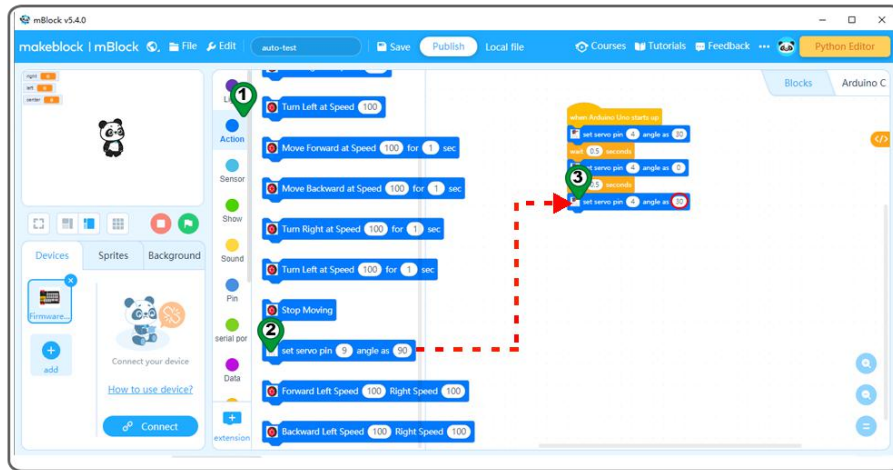 mBlock v5.4.0
makeblock | mBlock File Edit auto-test Save Publish Local file Courses Tutorials Feedback ••• Python Editor
right
center
1
Turn Left at Speed 100
Action
Move Forward at Speed 100 for 1 sec
Sensor
Move Backward at Speed 100 for 1 sec
Show
Turn Right at Speed 100 for 1 sec
Sound
Turn Left at Speed 100 for 1 sec
Pin
Stop Moving
serial por
2
set servo pin 9 angle as 90
Data
Forward Left Speed 100 Right Speed 100
extension
Backward Left Speed 100 Right Speed 100
Blocks Arduino C
when Arduino Uno starts up
set servo pin 4 angle as 30
wait 0.5 seconds
set servo pin 4 angle as 0
3
0.5 seconds
set servo pin 4 angle as 30
Devices Sprites Background
Firmware...
add
Connect your device
How to use device?
Connect